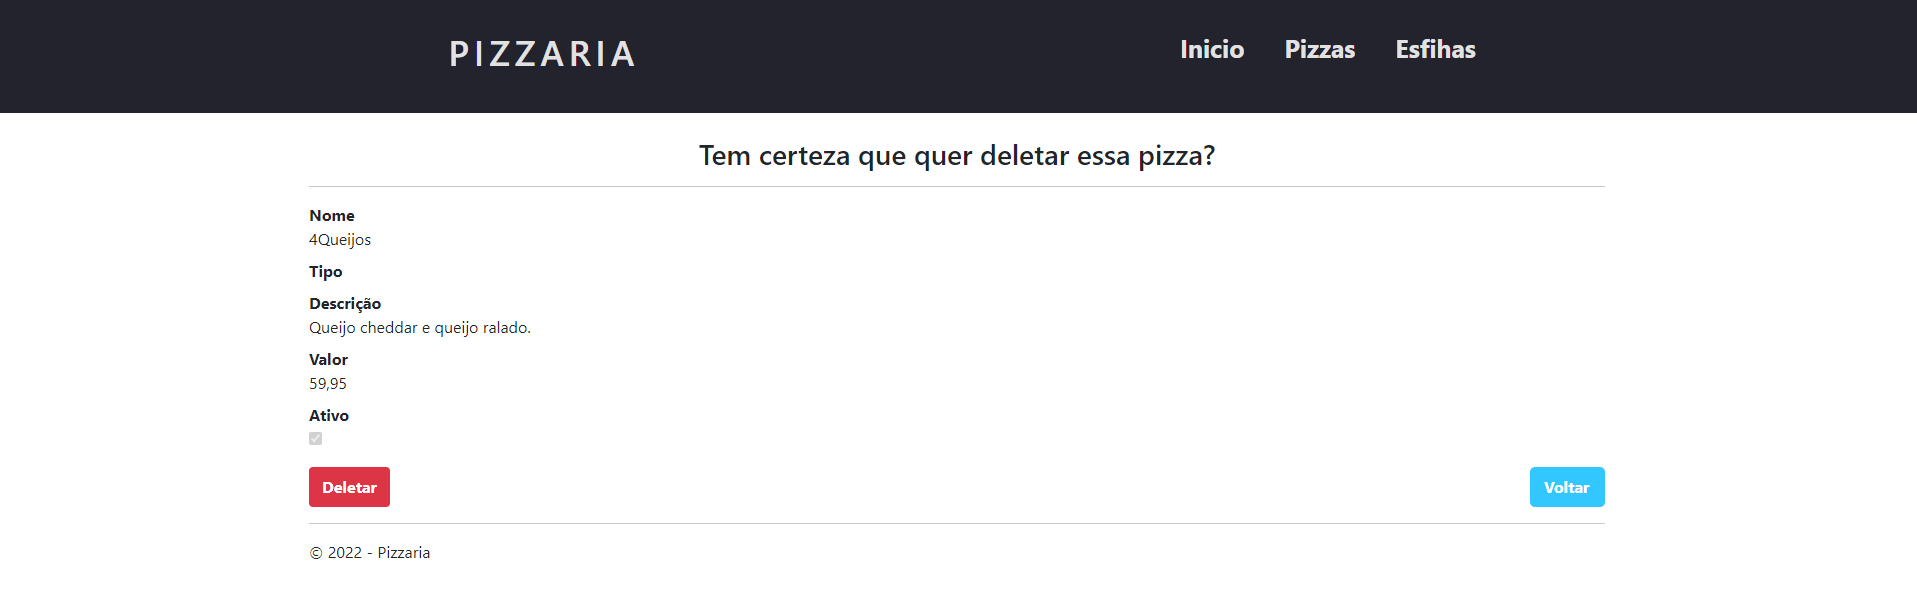 PIZZARIA
Inicio Pizzas Esfihas
Tem certeza que quer deletar essa pizza?
Nome
4Queijos
Tipo
Descrição
Queijo cheddar e queijo ralado.
Valor
59,95
Ativo
Deletar
Voltar
© 2022 - Pizzaria